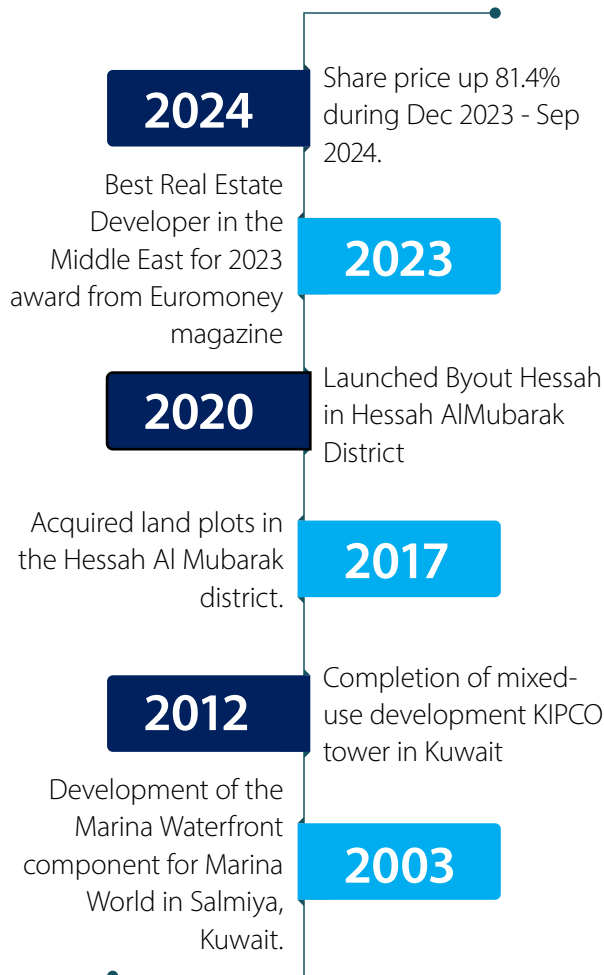 2024
Share price up 81.4%
during Dec 2023 - Sep
2024.
Best Real Estate
Developer in the
Middle East for 2023
award from Euromoney
magazine
2023
2020
Launched Byout Hessah
in Hessah AlMubarak
District
Acquired land plots in
the Hessah Al Mubarak
district.
2017
2012
Completion of mixed-
use development KIPCO
tower in Kuwait
Development of the
Marina Waterfront
component for Marina
World in Salmiya,
Kuwait.
2003